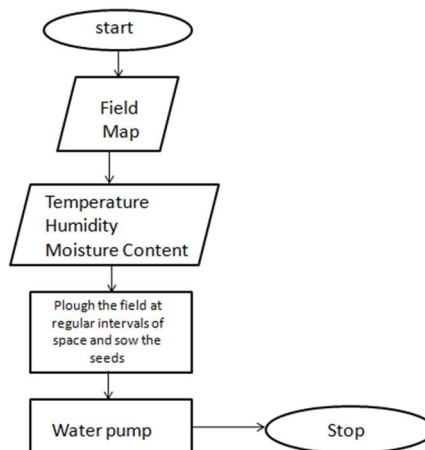 start
Field
Map
Temperature
Humidity
Moisture Content
Plough the field at
regular intervals of
space and sow the
seeds
Water pump
Stop